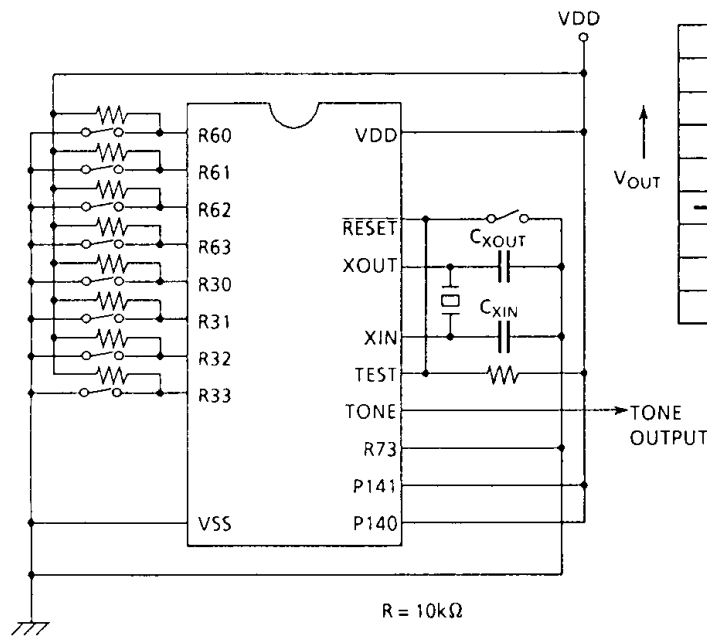 VDD
R60
R61
R62
R63
R30
R31
R32
R33
VSS
VDD
RESET
XOUT
XIN
TEST
TONE
R73
P141
P140
CXOUT
CXIN
TONE
OUTPUT
VOUT
R = 10kΩ